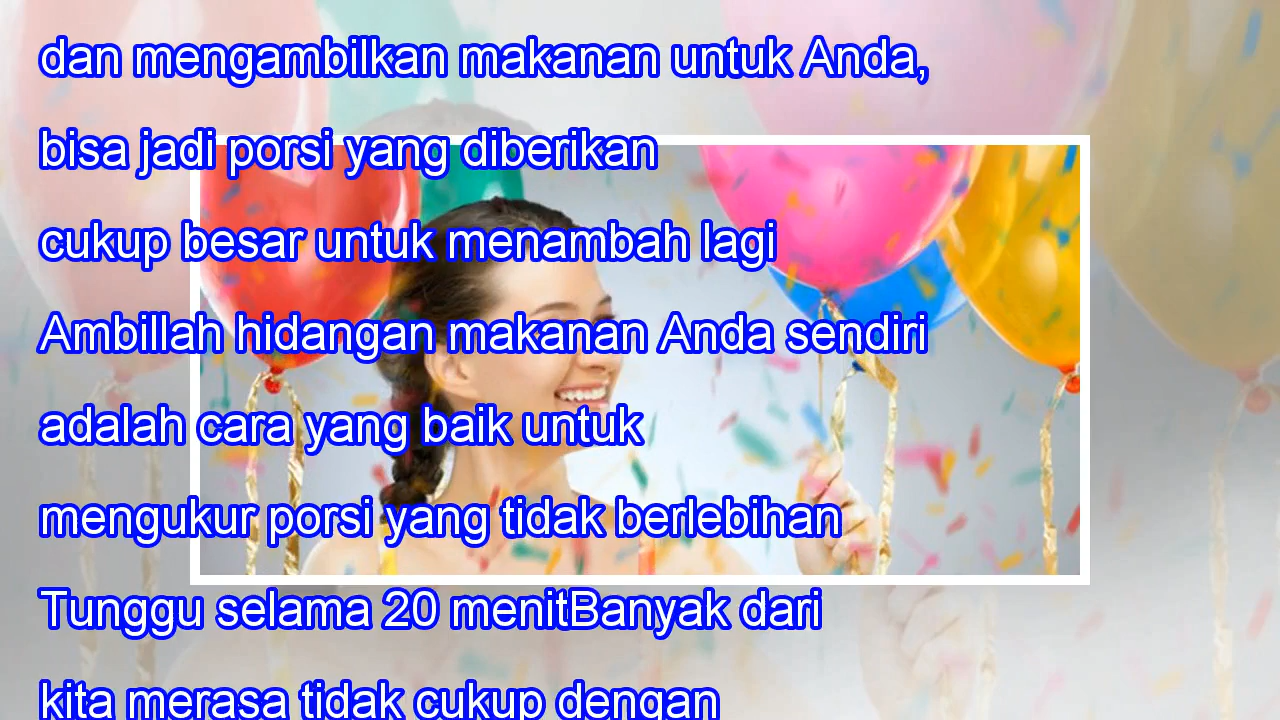 dan mengambilkan makanan untuk Anda,
bisa jadi porsi yang diberikan
cukup besar untuk menambah lagi
Ambillah hidangan makanan Anda sendiri
adalah cara yang baik untuk
mengukur porsi yang tidak berlebihan
Tunggu selama 20 menitBanyak dari
kita merasa tidak cukup dengan